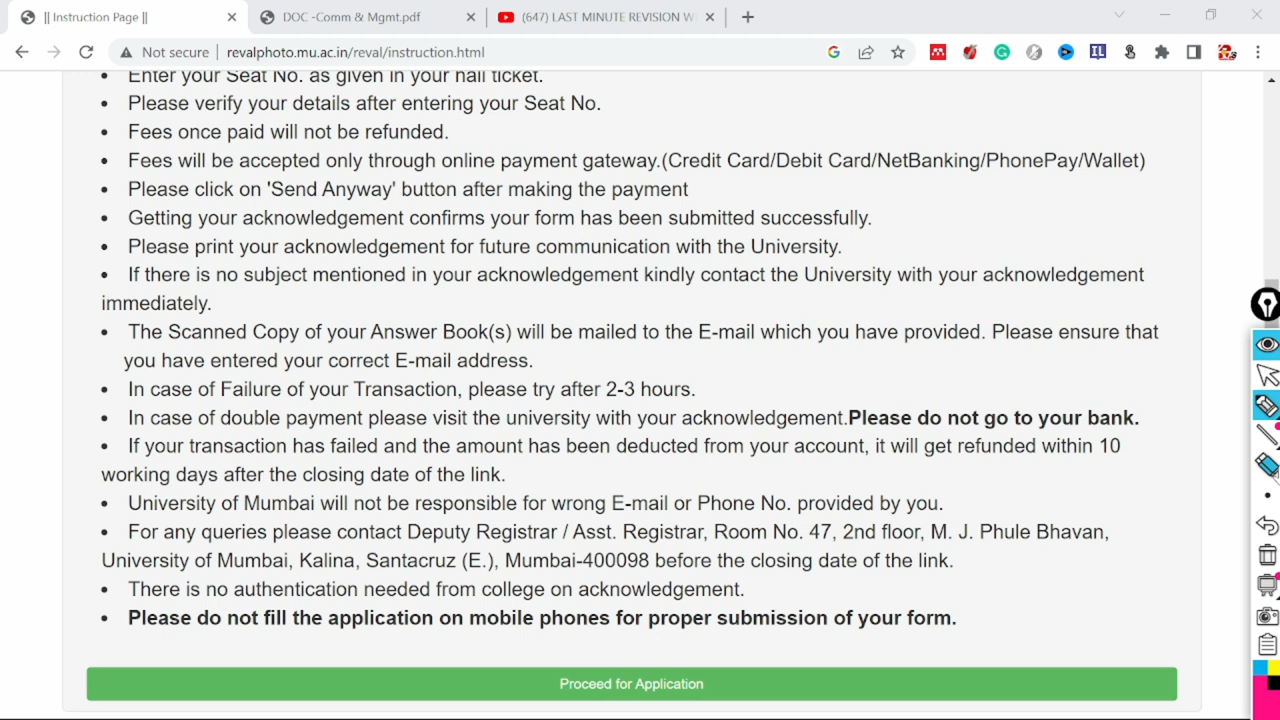 || Instruction Page ||
DOC -Comm & Mgmt.pdf
(647) LAST MINUTE REVISION W
Not secure
revalphoto.mu.ac.in/reval/instruction.html
Enter your Seat No. as given in your hall ticket.
Please verify your details after entering your Seat No.
Fees once paid will not be refunded.
Fees will be accepted only through online payment gateway.(Credit Card/Debit Card/NetBanking/PhonePay/Wallet)
Please click on 'Send Anyway' button after making the payment
Getting your acknowledgement confirms your form has been submitted successfully.
Please print your acknowledgement for future communication with the University.
If there is no subject mentioned in your acknowledgement kindly contact the University with your acknowledgement
immediately.
The Scanned Copy of your Answer Book(s) will be mailed to the E-mail which you have provided. Please ensure that
you have entered your correct E-mail address.
In case of Failure of your Transaction, please try after 2-3 hours.
In case of double payment please visit the university with your acknowledgement.Please do not go to your bank.
If your transaction has failed and the amount has been deducted from your account, it will get refunded within 10
working days after the closing date of the link.
University of Mumbai will not be responsible for wrong E-mail or Phone No. provided by you.
For any queries please contact Deputy Registrar / Asst. Registrar, Room No. 47, 2nd floor, M. J. Phule Bhavan,
University of Mumbai, Kalina, Santacruz (E.), Mumbai-400098 before the closing date of the link.
There is no authentication needed from college on acknowledgement.
Please do not fill the application on mobile phones for proper submission of your form.
Proceed for Application